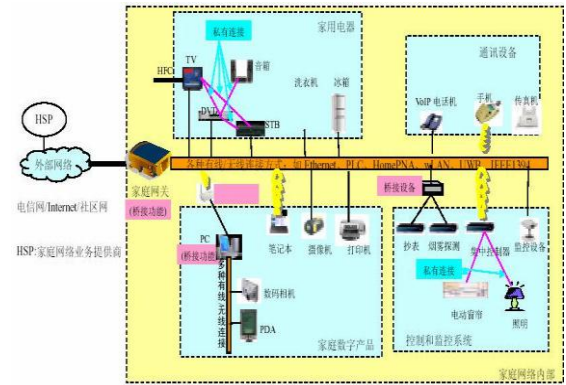 家用电器
私有连接
TV
音箱
HFC
洗衣机
冰箱
DVD
STB
通讯设备
VoIP 电话机
手机
传真机
HSP
外部网络
各种有线/无线连接方式,如 Ethernet, PLC, HomePNA, wLAN, UWB, IEEE1394
家庭网关
(桥接功能)
电信网/Internet/社区网
HSP:家庭网络业务提供商
桥接设备
PC
(桥接功能)
笔记本
摄像机
打印机
多种有线/无线连接
数码相机
PDA
家庭数字产品
抄表
烟雾探测
集中控制器
监控设备
私有连接
电动窗帘
照明
控制和监控系统
家庭网络内部